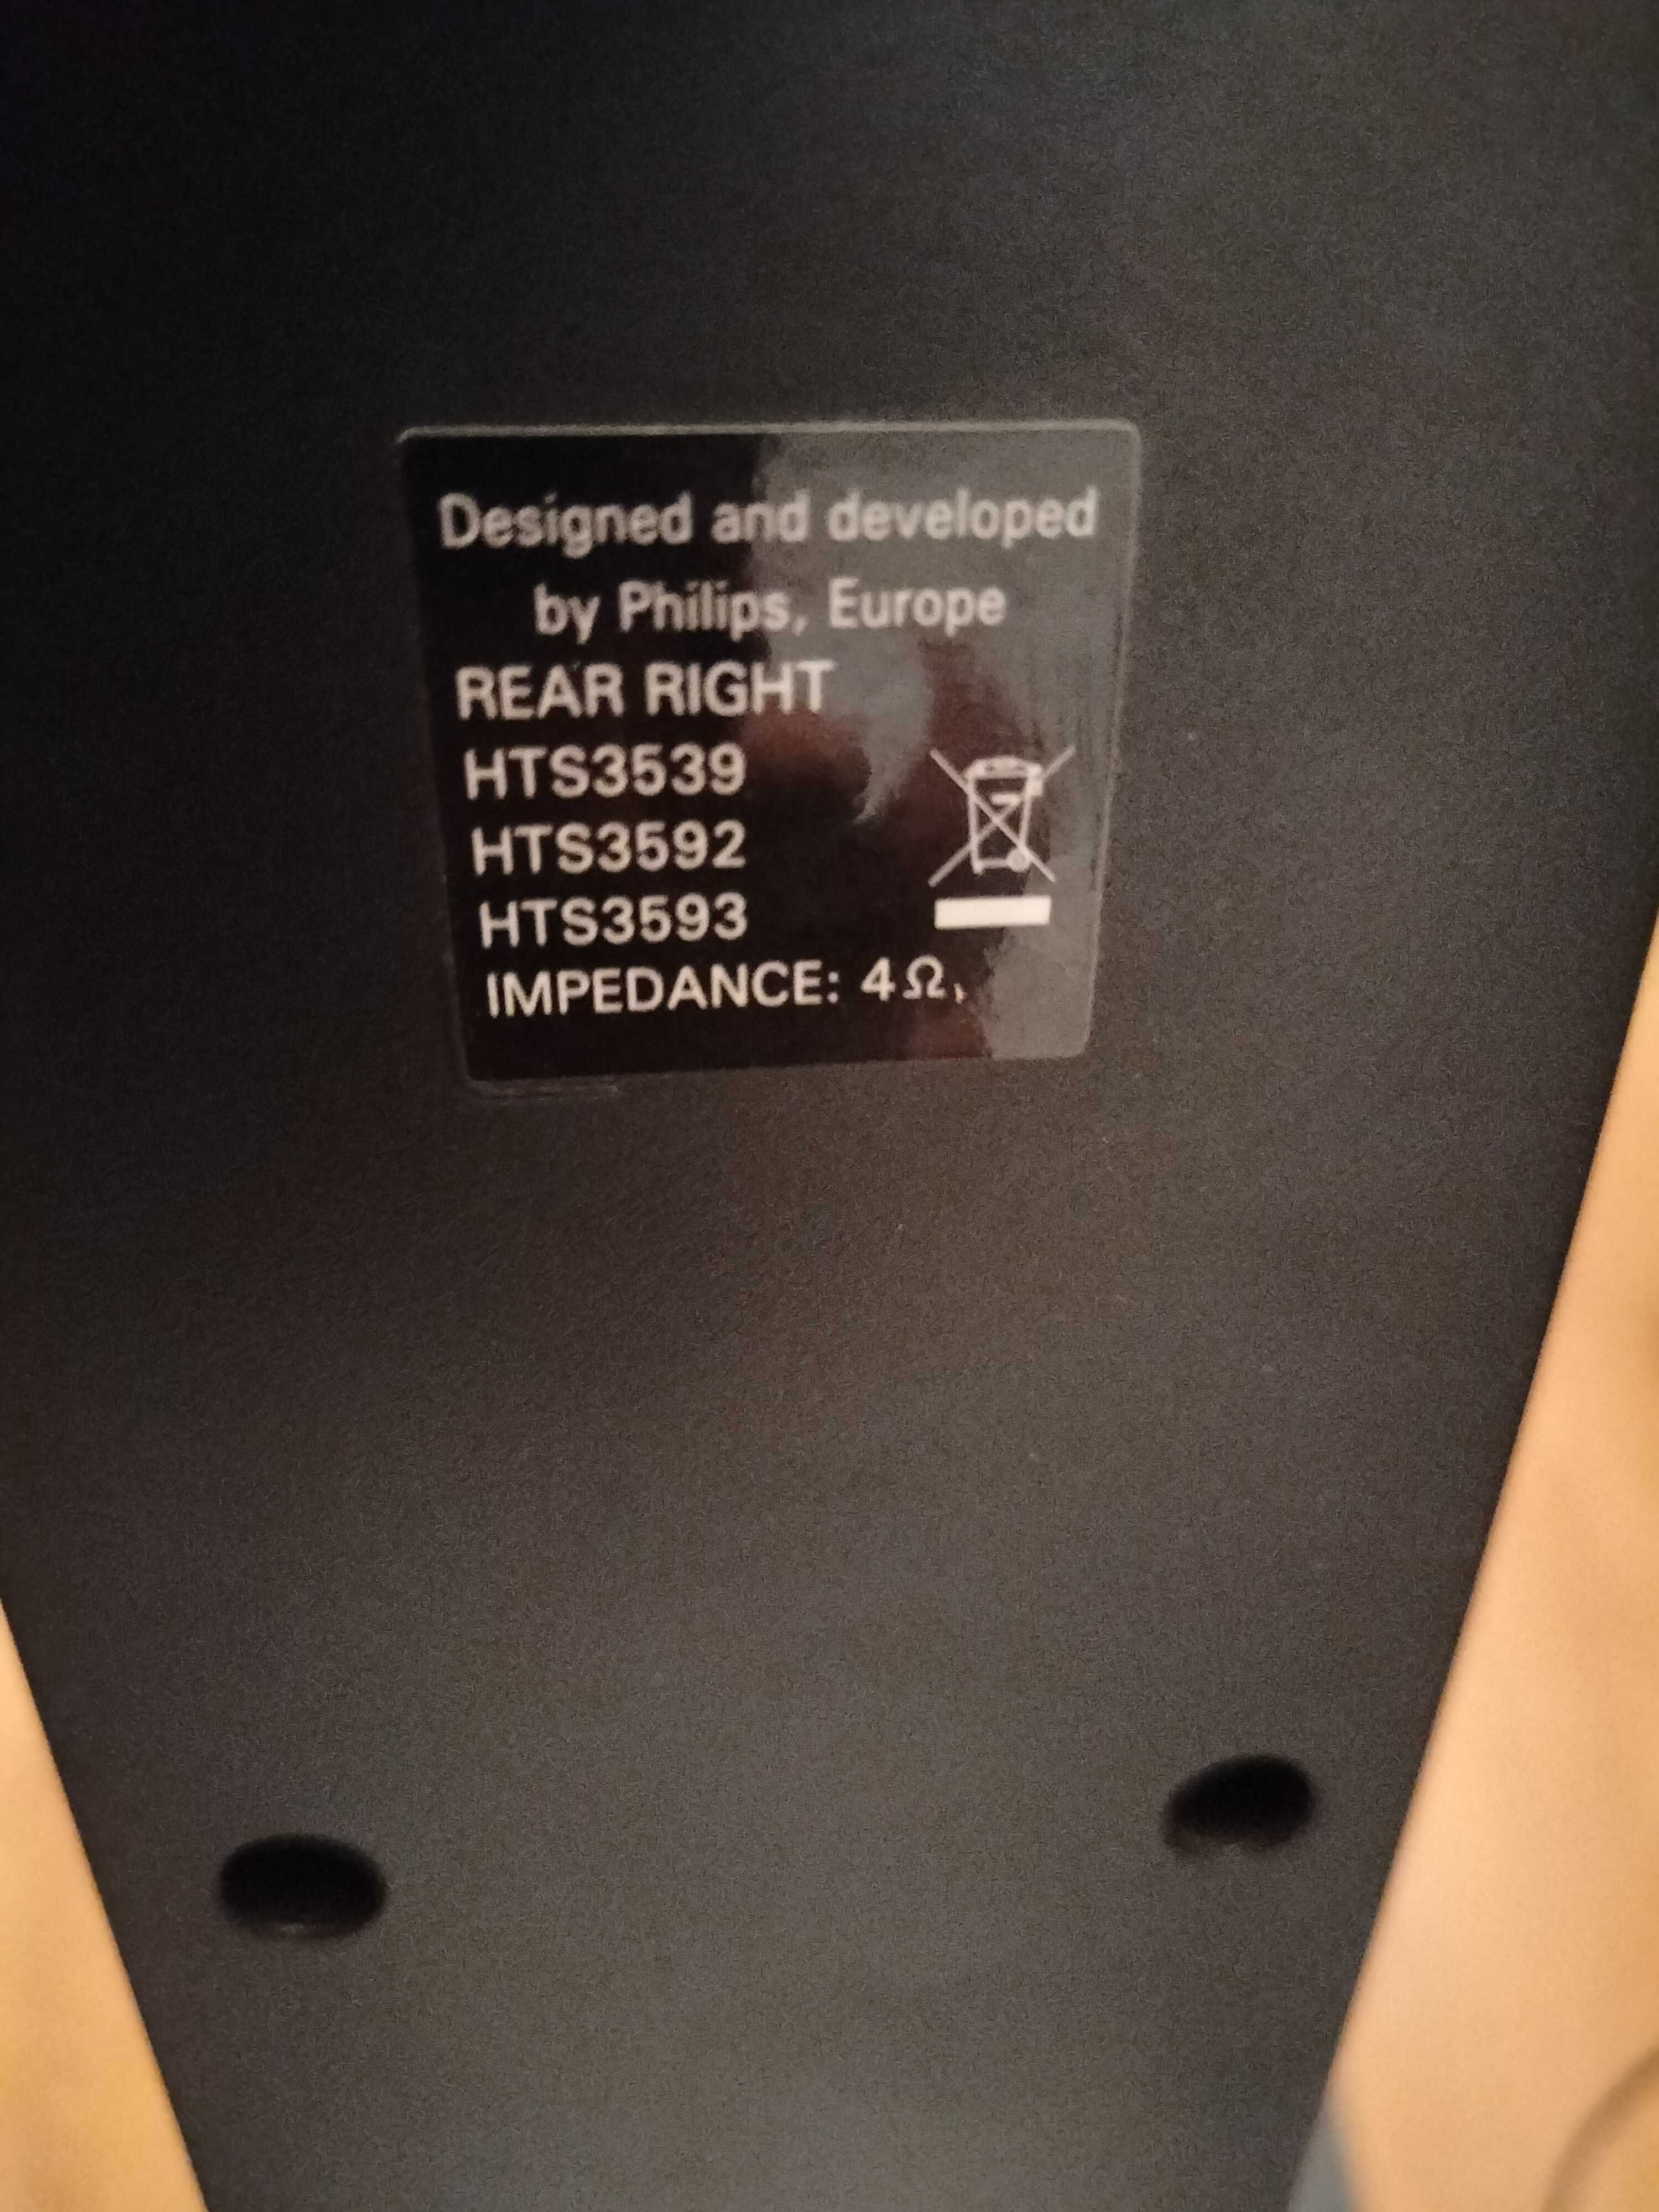 Designed and developed
by Philips, Europe
REAR RIGHT
HTS3539
HTS3592
HTS3593
IMPEDANCE: 4Ω,